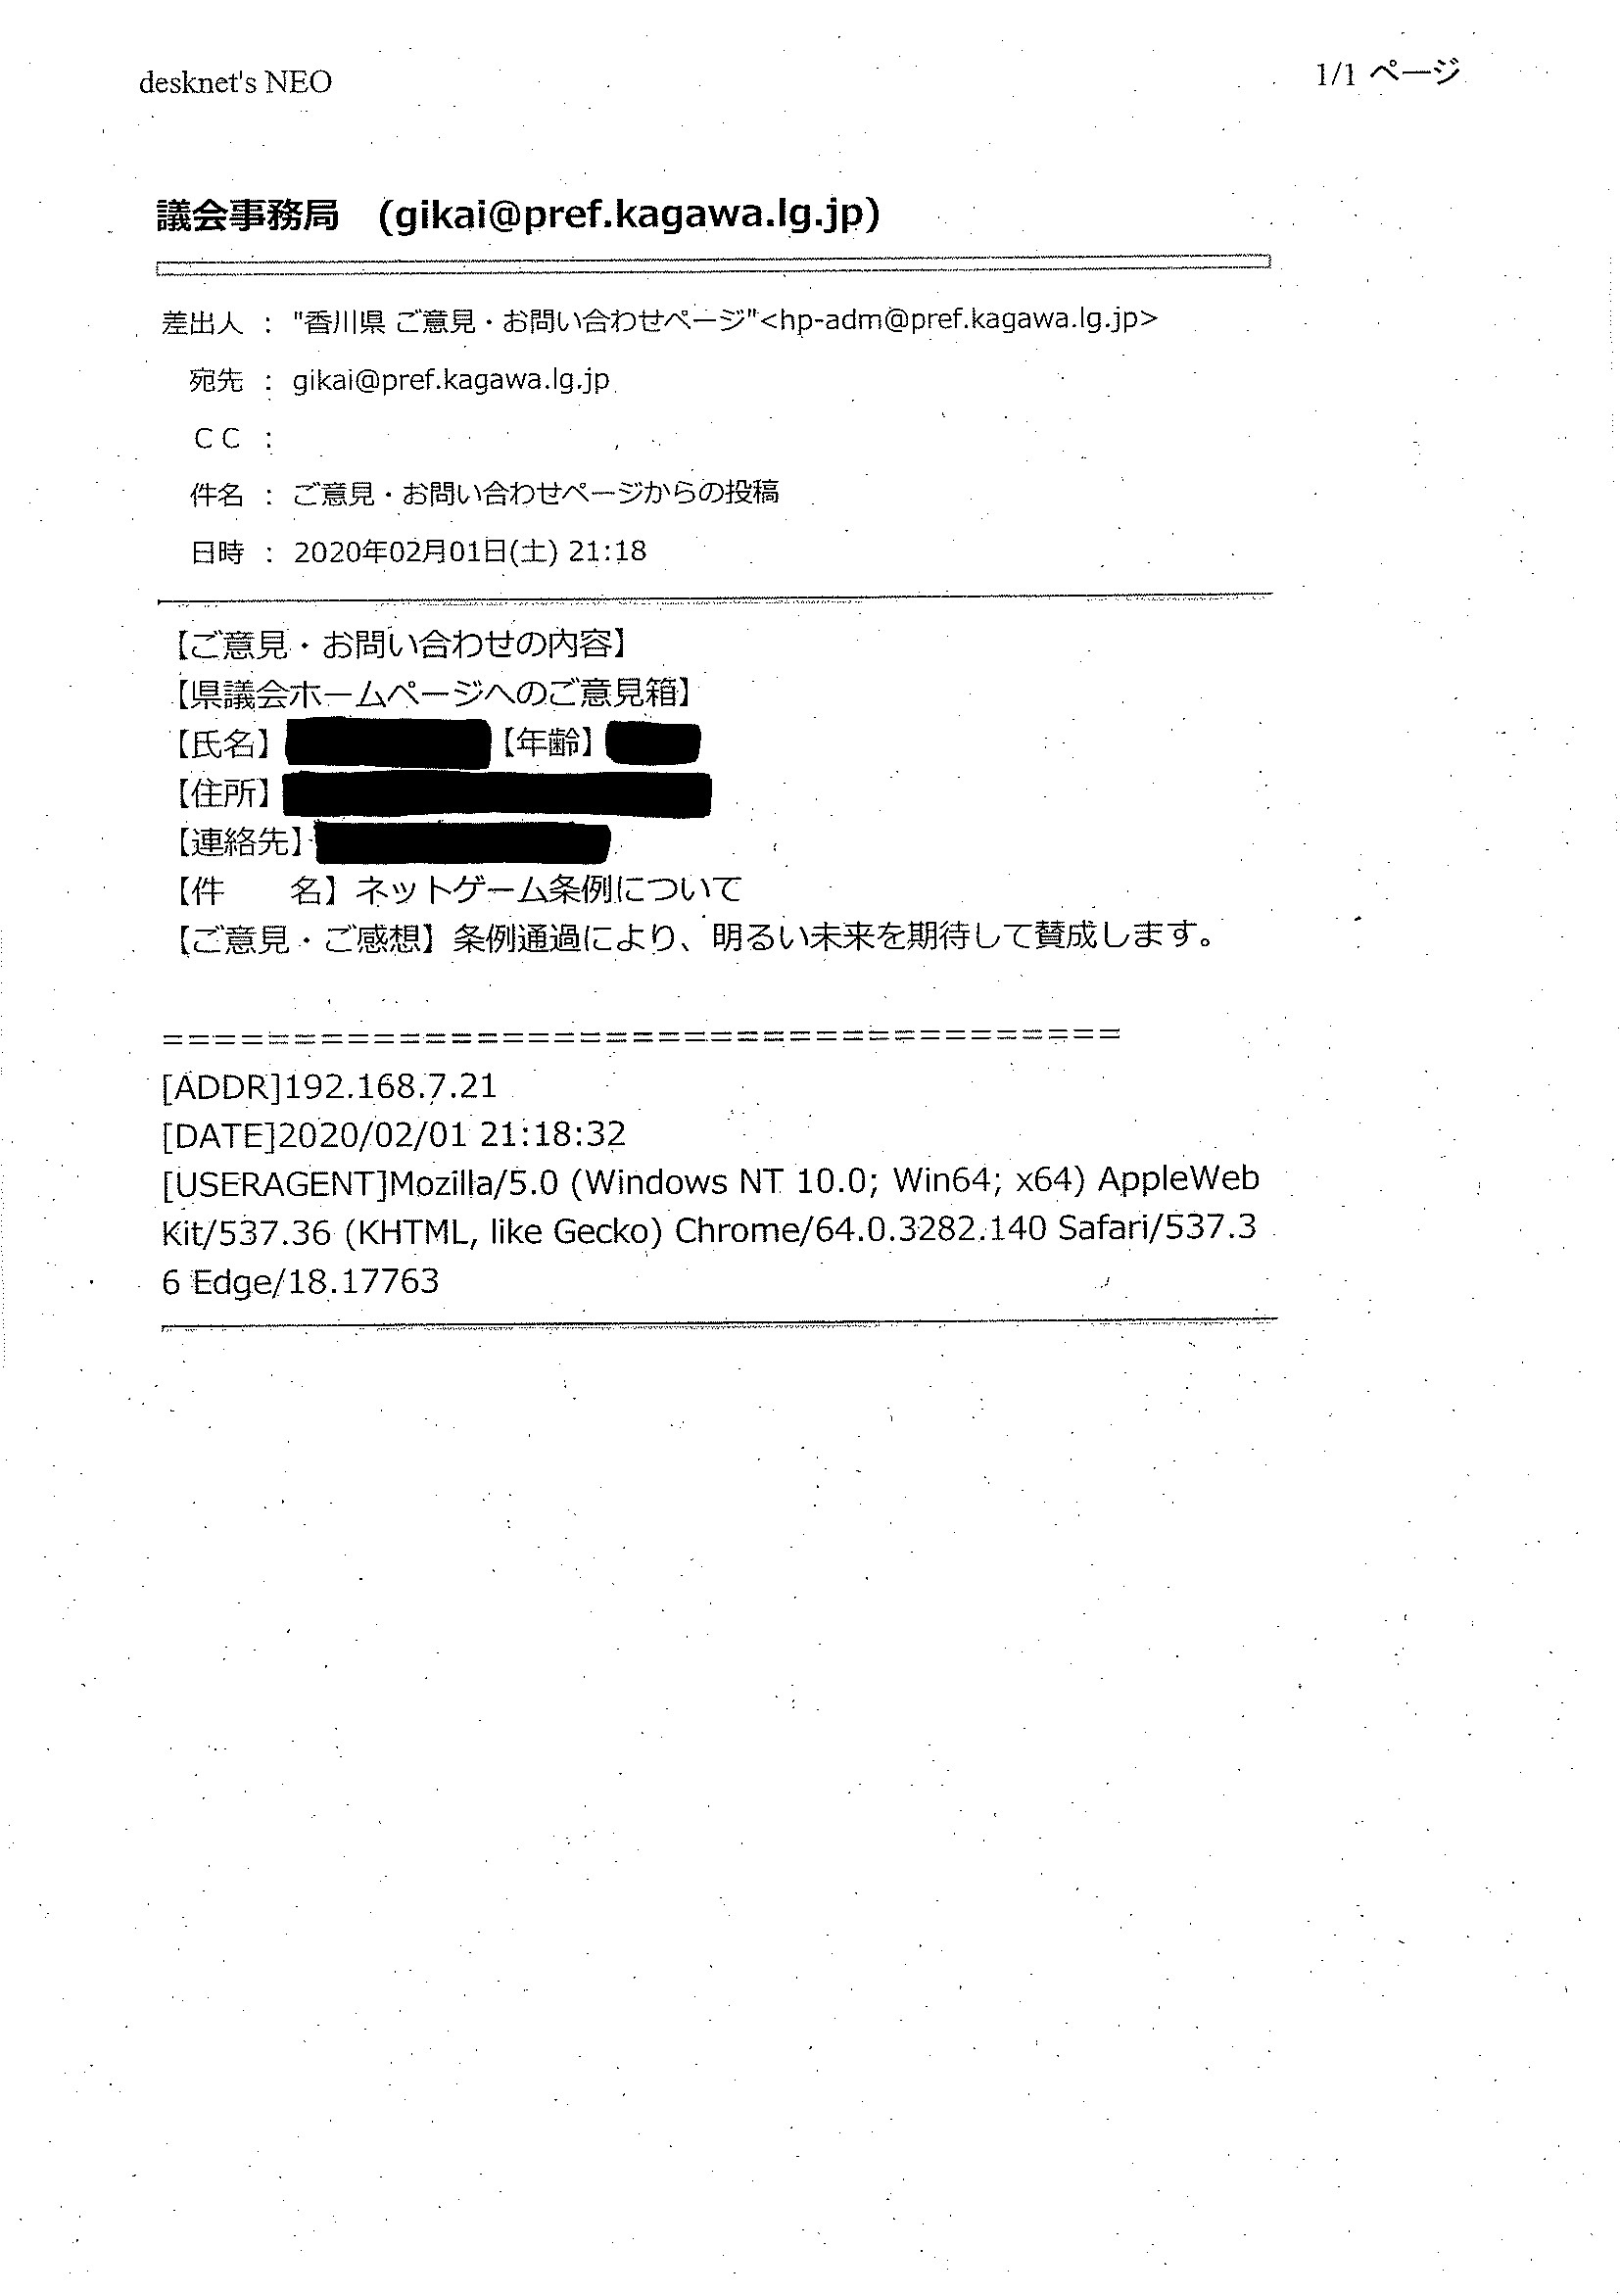 desknet's NEO
1/1 ページ
議会事務局　(gikai@pref.kagawa.lg.jp)
差出人 ： "香川県 ご意見・お問い合わせページ"<hp-adm@pref.kagawa.lg.jp>
宛先 ： gikai@pref.kagawa.lg.jp
ＣＣ ：
件名 ： ご意見・お問い合わせページからの投稿
日時 ： 2020年02月01日(土) 21:18
【ご意見・お問い合わせの内容】
【県議会ホームページへのご意見箱】
【氏名】【年齢】
【住所】
【連絡先】
【件　　名】ネットゲーム条例について
【ご意見・ご感想】条例通過により、明るい未来を期待して賛成します。
=====================================
[ADDR]192.168.7.21
[DATE]2020/02/01 21:18:32
[USERAGENT]Mozilla/5.0 (Windows NT 10.0; Win64; x64) AppleWeb
Kit/537.36 (KHTML, like Gecko) Chrome/64.0.3282.140 Safari/537.3
6 Edge/18.17763